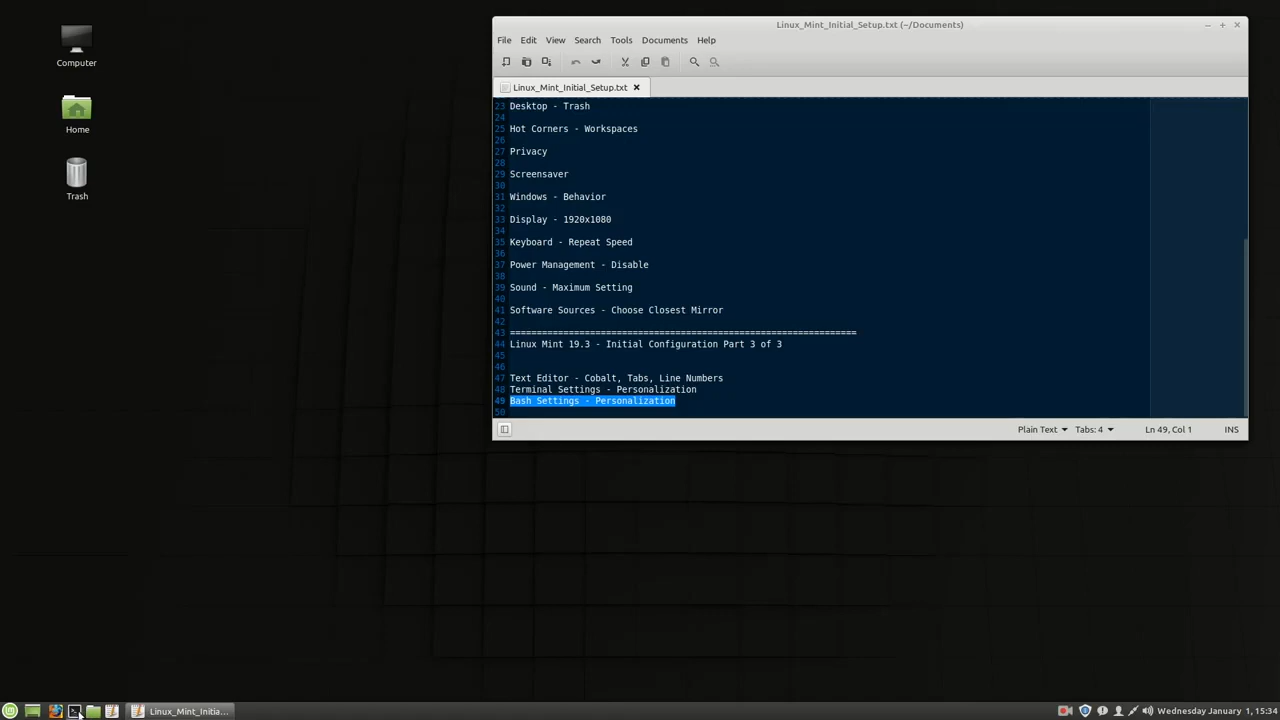 Computer
Home
Trash
Linux_Mint_Initial_Setup.txt (~/Documents)
File Edit View Search Tools Documents Help
Linux_Mint_Initial_Setup.txt
23 Desktop - Trash
24
25 Hot Corners - Workspaces
26
27 Privacy
28
29 Screensaver
30
31 Windows - Behavior
32
33 Display - 1920x1080
34
35 Keyboard - Repeat Speed
36
37 Power Management - Disable
38
39 Sound - Maximum Setting
40
41 Software Sources - Choose Closest Mirror
42
43 =================================================================
44 Linux Mint 19.3 - Initial Configuration Part 3 of 3
45
46
47 Text Editor - Cobalt, Tabs, Line Numbers
48 Terminal Settings - Personalization
49 Bash Settings - Personalization
50
Plain Text Tabs: 4 Ln 49, Col 1 INS
Linux_Mint_Initia...
Wednesday January 1, 15:34